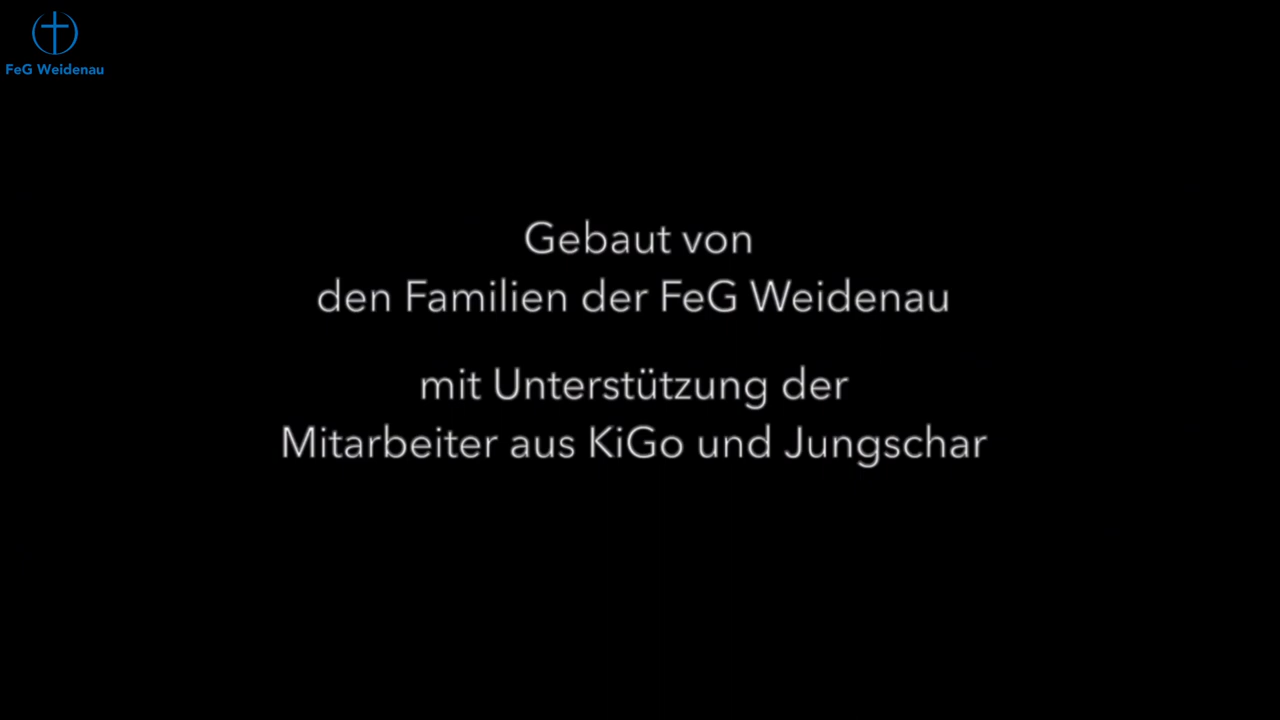 FeG Weidenau
Gebaut von
den Familien der FeG Weidenau
mit Unterstützung der
Mitarbeiter aus KiGo und Jungschar